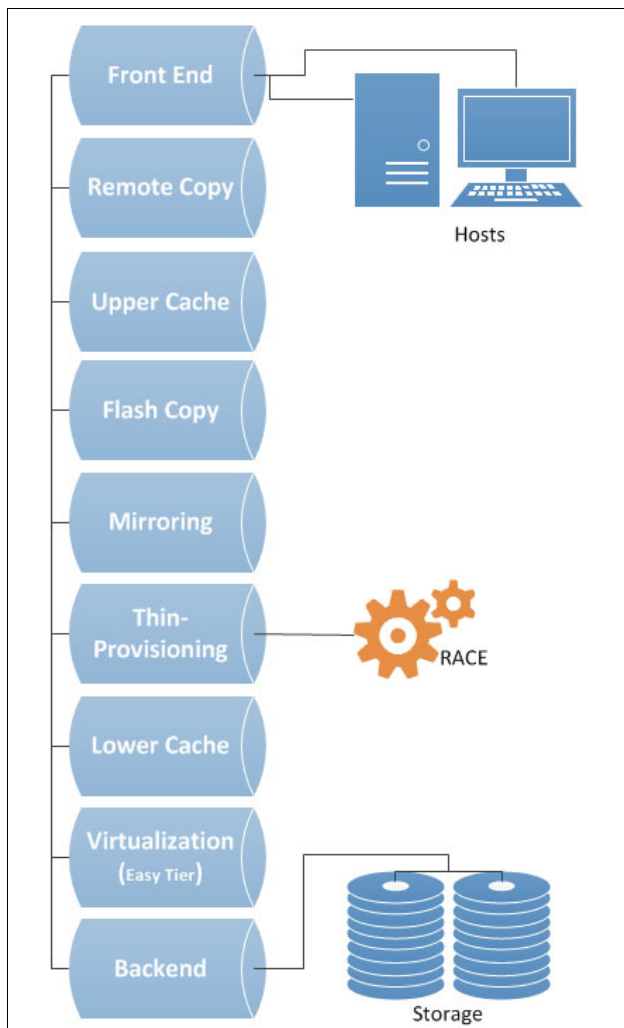 Front End
Hosts
Remote Copy
Upper Cache
Flash Copy
Mirroring
Thin-
Provisioning
RACE
Lower Cache
Virtualization
(Easy Tier)
Backend
Storage